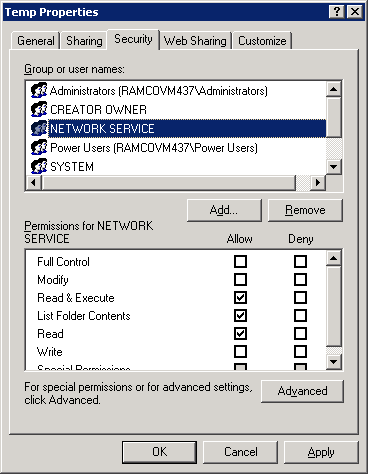 Temp Properties
General Sharing Security Web Sharing Customize
Group or user names:
Administrators (RAMCOVM437\Administrators)
CREATOR OWNER
NETWORK SERVICE
Power Users (RAMCOVM437\Power Users)
SYSTEM
Add... Remove
Permissions for NETWORK
SERVICE Allow Deny
Full Control
Modify
Read & Execute
List Folder Contents
Read
Write
Special Permissions
For special permissions or for advanced settings,
click Advanced. Advanced
OK Cancel Apply